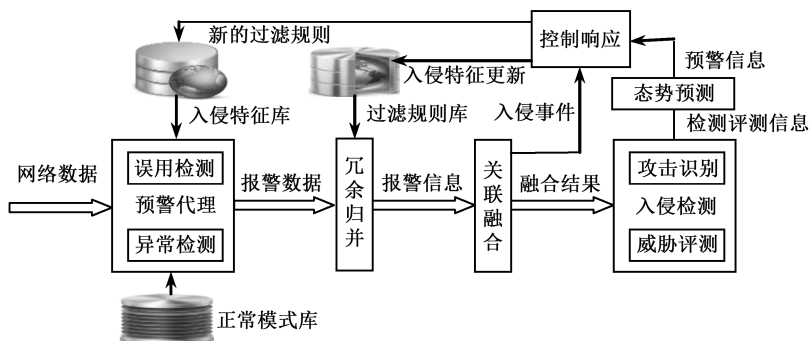 新的过滤规则
控制响应
预警信息
入侵特征更新
态势预测
入侵特征库
过滤规则库
入侵事件
检测评测信息
网络数据
误用检测
预警代理
异常检测
报警数据
冗余归并
报警信息
关联融合
融合结果
攻击识别
入侵检测
威胁评测
正常模式库